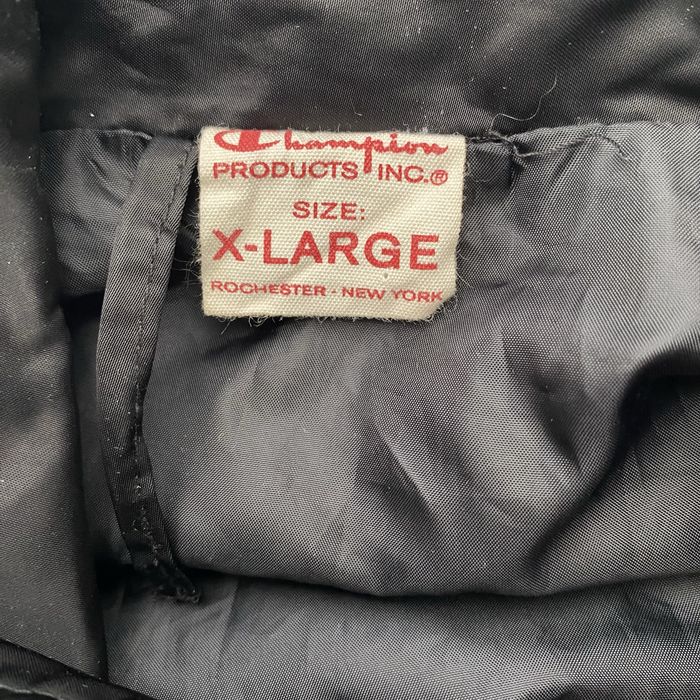 Champion
PRODUCTS INC.®
SIZE:
X-LARGE
ROCHESTER - NEW YORK